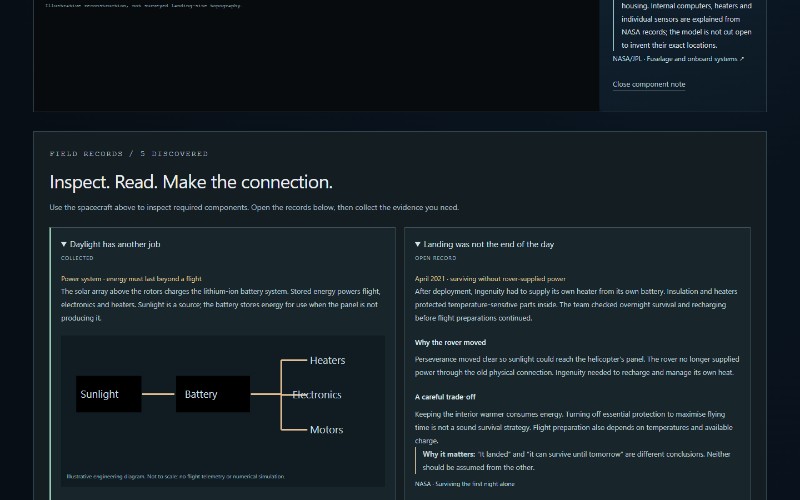 Illustrative reconstruction, not surveyed landing-site topography.
housing. Internal computers, heaters and
individual sensors are explained from
NASA records; the model is not cut open
to invent their exact locations.
NASA/JPL · Fuselage and onboard systems ↗
Close component note
FIELD RECORDS / 5 DISCOVERED
Inspect. Read. Make the connection.
Use the spacecraft above to inspect required components. Open the records below, then collect the evidence you need.
▼ Daylight has another job
COLLECTED
Power system · energy must last beyond a flight
The solar array above the rotors charges the lithium-ion battery system. Stored energy powers flight,
electronics and heaters. Sunlight is a source; the battery stores energy for use when the panel is not
producing it.
Sunlight
Battery
Heaters
Electronics
Motors
Illustrative engineering diagram. Not to scale; no flight telemetry or numerical simulation.
▼ Landing was not the end of the day
OPEN RECORD
April 2021 · surviving without rover-supplied power
After deployment, Ingenuity had to supply its own heater from its own battery. Insulation and heaters
protected temperature-sensitive parts inside. The team checked overnight survival and recharging
before flight preparations continued.
Why the rover moved
Perseverance moved clear so sunlight could reach the helicopter's panel. The rover no longer supplied
power through the old physical connection. Ingenuity needed to recharge and manage its own heat.
A careful trade off
Keeping the interior warmer consumes energy. Turning off essential protection to maximise flying
time is not a sound survival strategy. Flight preparation also depends on temperatures and available
charge.
Why it matters: "It landed" and "it can survive until tomorrow" are different conclusions. Neither
should be assumed from the other.
NASA · Surviving the first night alone